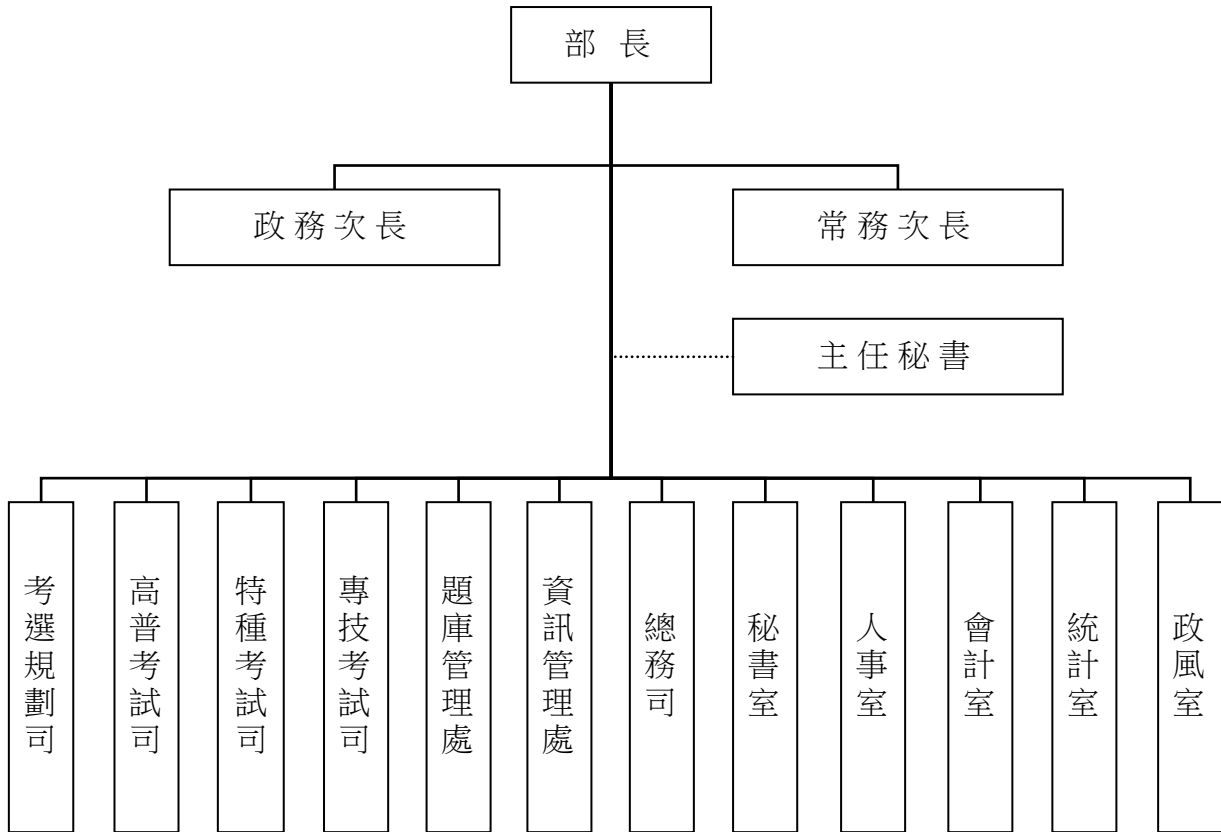 部長
政務次長
常務次長
主任秘書
考選規劃司
高普考試司
特種考試司
專技考試司
題庫管理處
資訊管理處
總務司
秘書室
人事室
會計室
統計室
政風室